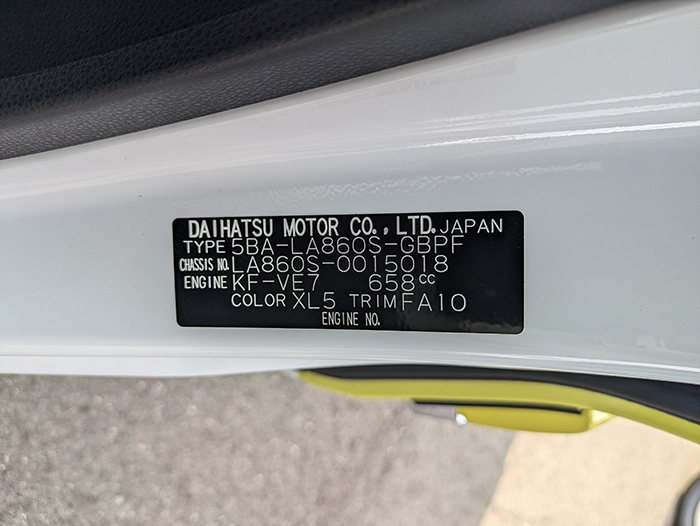 DAIHATSU MOTOR CO., LTD. JAPAN
TYPE 5BA-LA860S-GBPF
CHASSIS NO. LA860S-0015018
ENGINE KF-VE7 658cc
COLOR XL5 TRIM FA10
ENGINE NO.